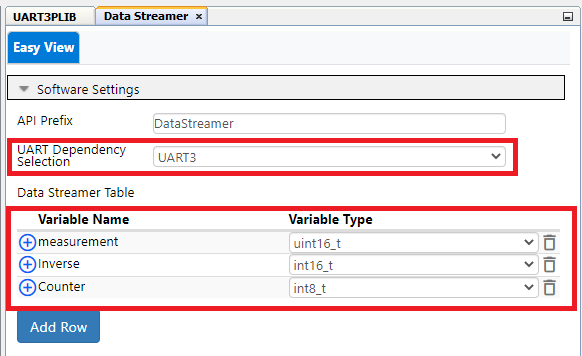 UART3PLIB Data Streamer ×
Easy View
Software Settings
API Prefix DataStreamer
UART Dependency
Selection UART3
Data Streamer Table
Variable Name Variable Type
measurement uint16_t
Inverse int16_t
Counter int8_t
Add Row